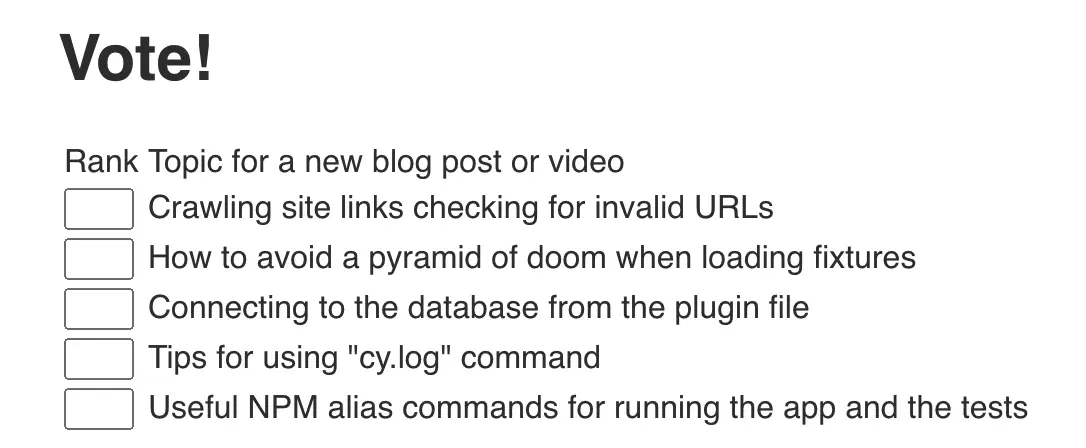 Vote!
Rank Topic for a new blog post or video
Crawling site links checking for invalid URLs
How to avoid a pyramid of doom when loading fixtures
Connecting to the database from the plugin file
Tips for using "cy.log" command
Useful NPM alias commands for running the app and the tests